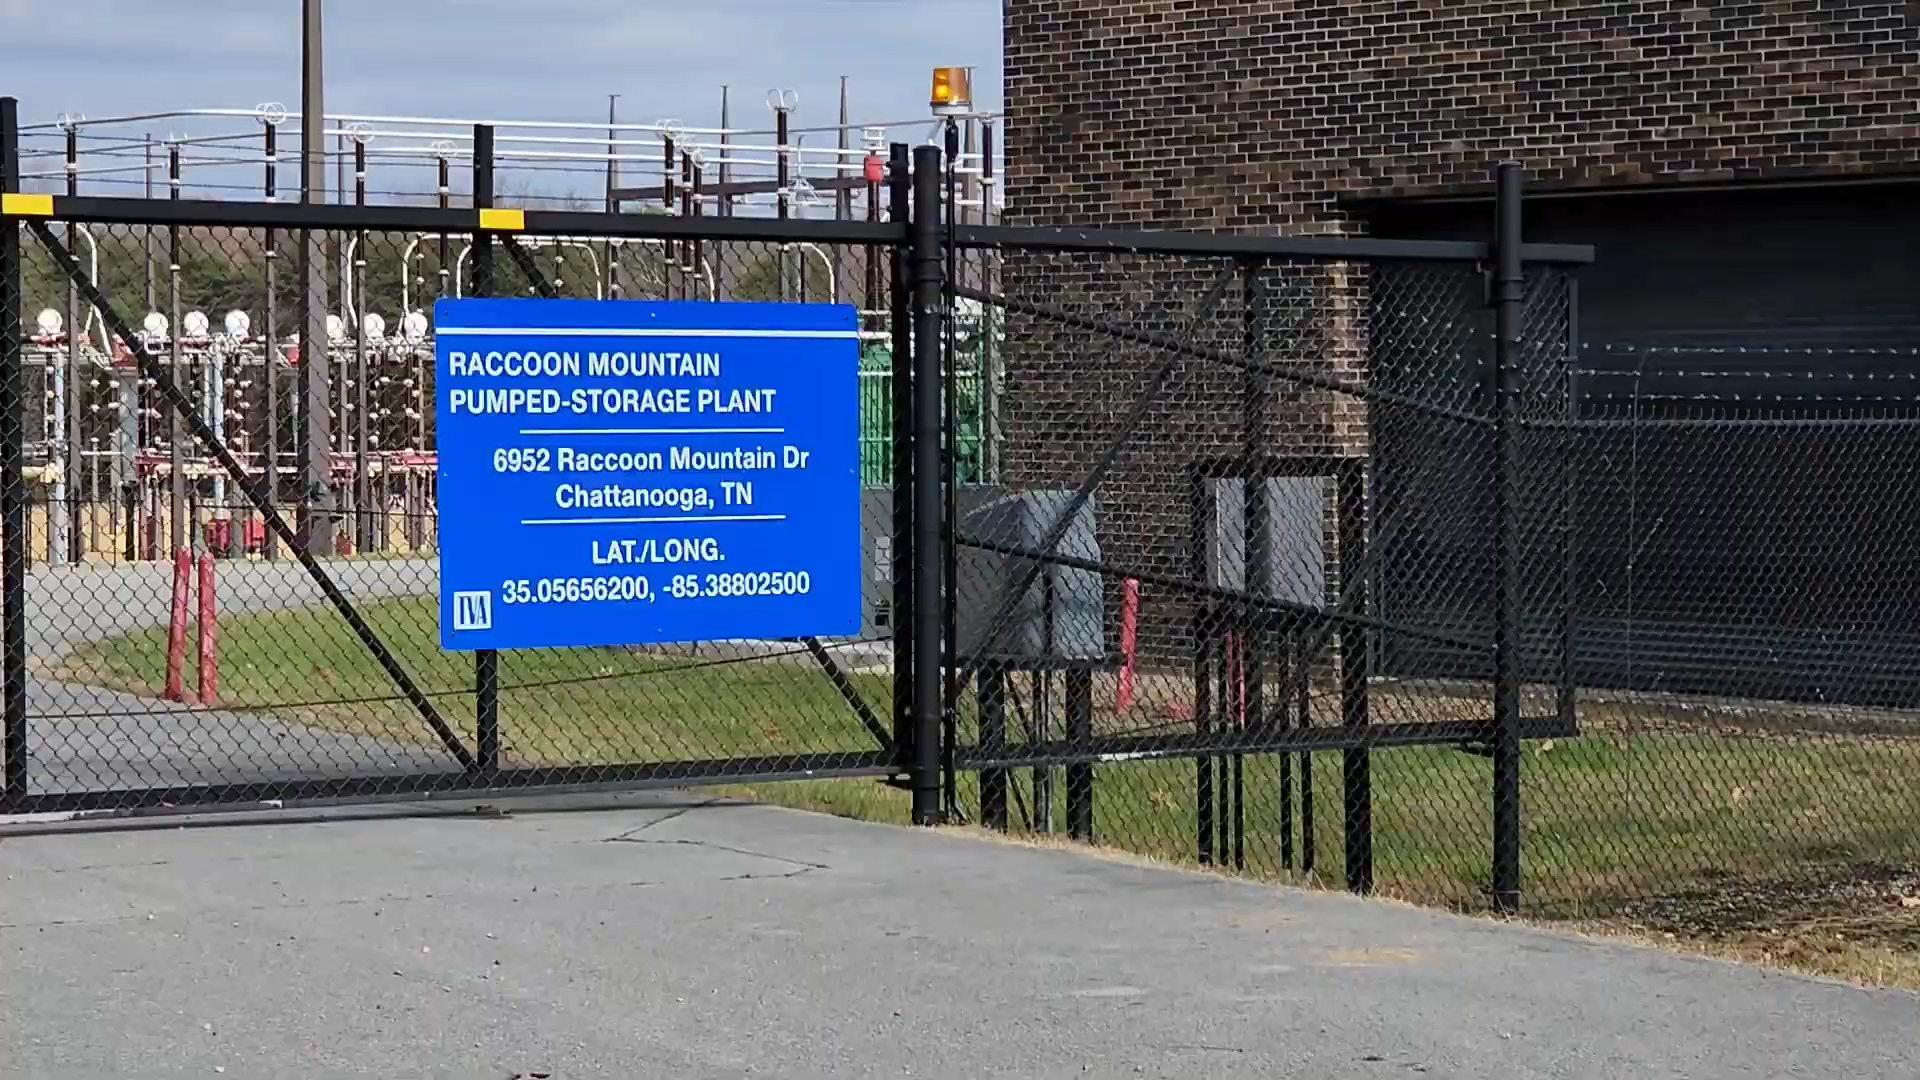 RACCOON MOUNTAIN
PUMPED-STORAGE PLANT
6952 Raccoon Mountain Dr
Chattanooga, TN
LAT./LONG.
35.05656200, -85.38802500
TVA